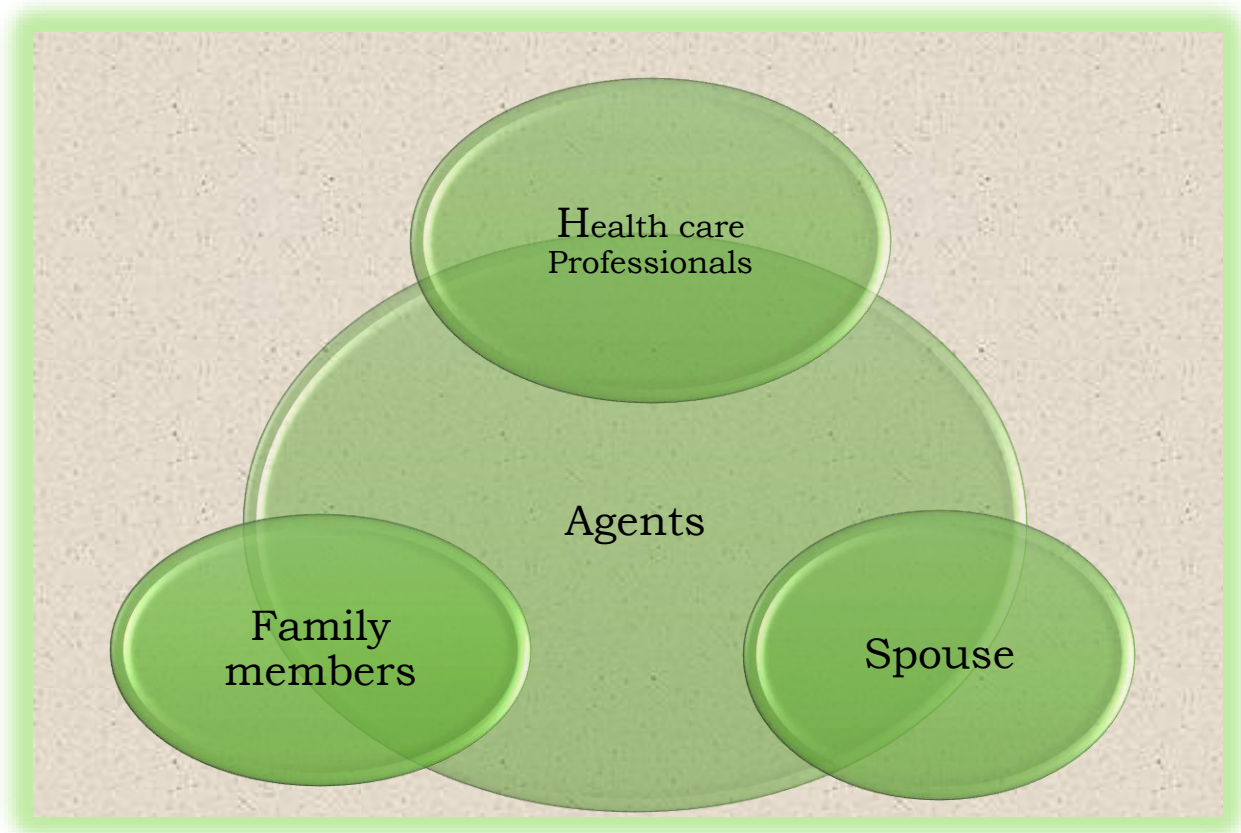 Health care
Professionals
Agents
Family
members
Spouse